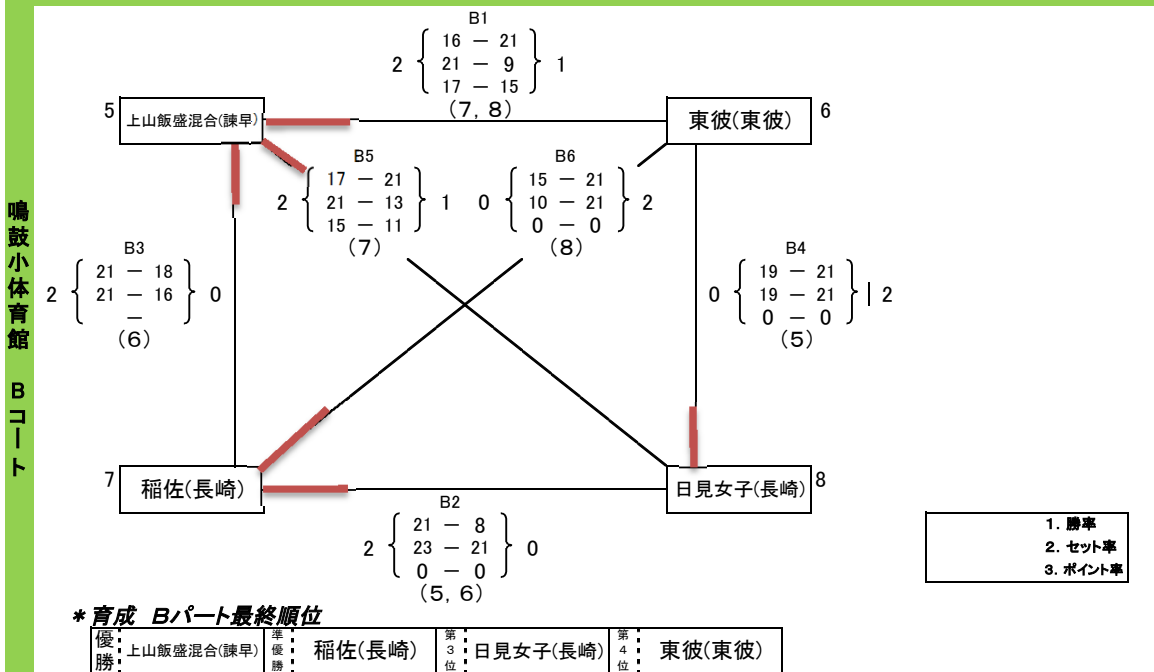 鳴鼓小体育館 Bコート
B1
16 － 21
2 { 21 － 9 } 1
17 － 15
(7, 8)
5 上山飯盛混合(諫早)
東彼(東彼) 6
B5
17 － 21
2 { 21 － 13 } 1
15 － 11
(7)
B6
15 － 21
0 { 10 － 21 } 2
0 － 0
(8)
B3
21 － 18
2 { 21 － 16 } 0
－
(6)
B4
19 － 21
0 { 19 － 21 } | 2
0 － 0
(5)
7 稲佐(長崎)
日見女子(長崎) 8
B2
21 － 8
2 { 23 － 21 } 0
0 － 0
(5, 6)
1. 勝率
2. セット率
3. ポイント率
＊育成 Bパート最終順位
優勝 上山飯盛混合(諫早) 準優勝 稲佐(長崎) 第3位 日見女子(長崎) 第4位 東彼(東彼)